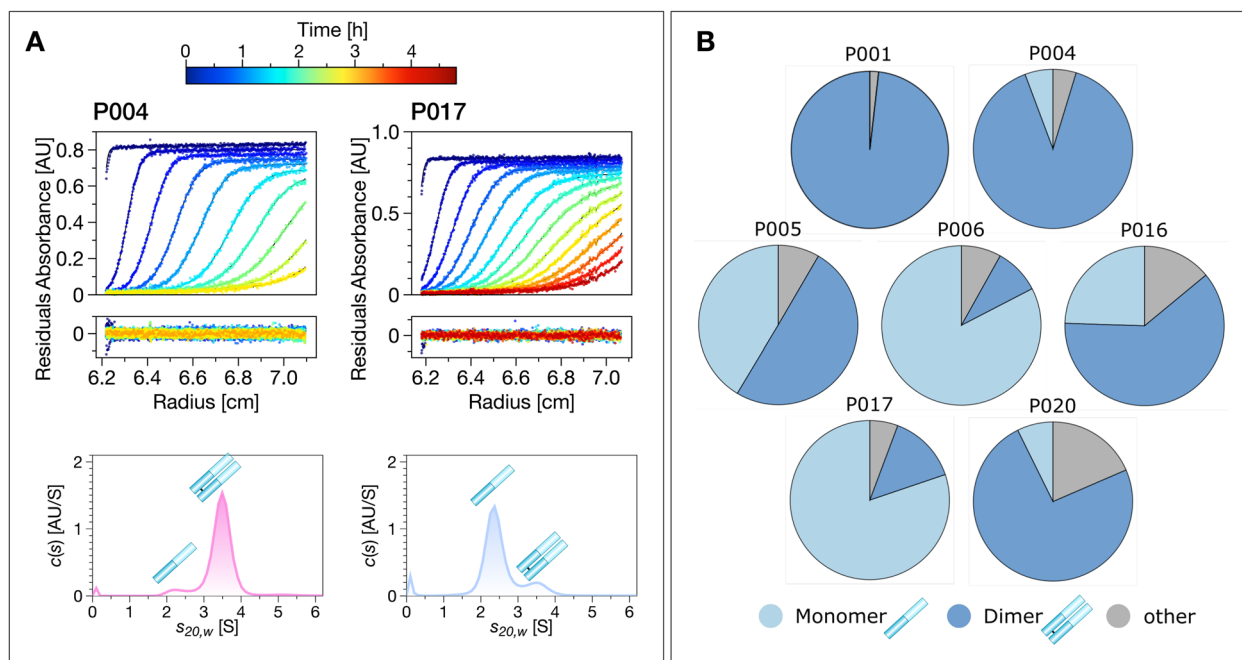 A
Time [h]
0 1 2 3 4
P004
P017
Residuals Absorbance [AU]
0.8
0.6
0.4
0.2
0
0
6.2 6.4 6.6 6.8 7.0
Radius [cm]
Residuals Absorbance [AU]
1.0
0.5
0
0
6.2 6.4 6.6 6.8 7.0
Radius [cm]
c(s) [AU/S]
2
1
0
0 1 2 3 4 5 6
s20,w [S]
c(s) [AU/S]
2
1
0
0 1 2 3 4 5 6
s20,w [S]
B
P001
P004
P005
P006
P016
P017
P020
Monomer
Dimer
other